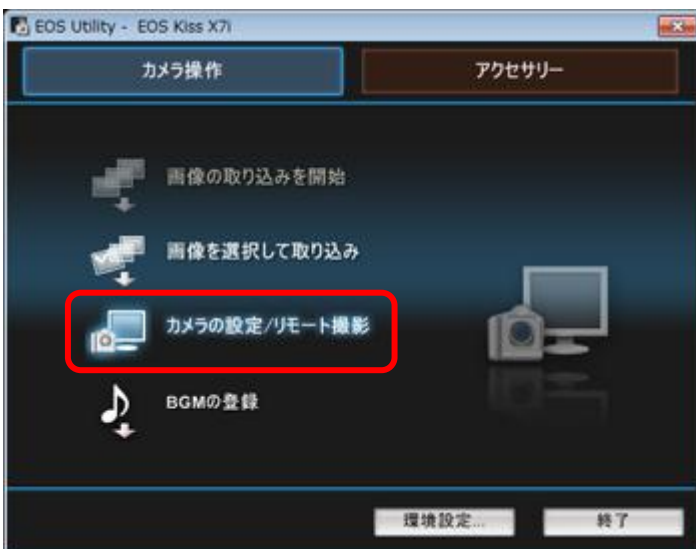 EOS Utility - EOS Kiss X7i
カメラ操作
アクセサリー
画像の取り込みを開始
画像を選択して取り込み
カメラの設定/リモート撮影
BGMの登録
環境設定...
終了